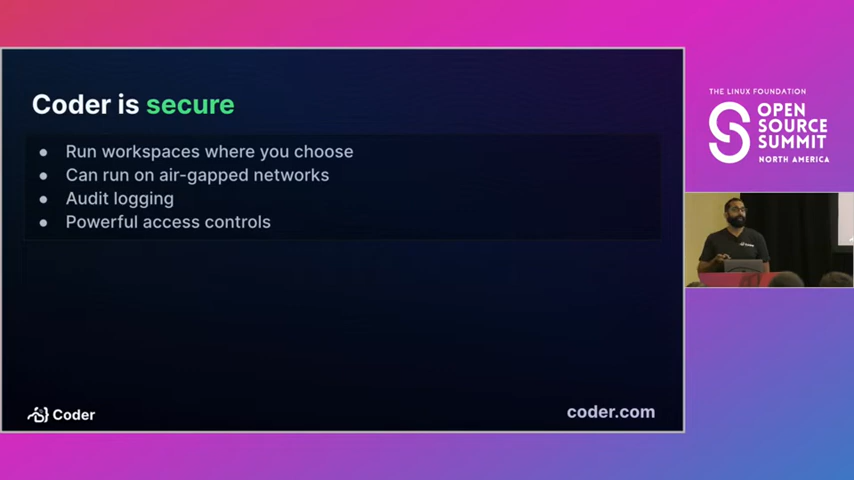 Coder is secure
Run workspaces where you choose
Can run on air-gapped networks
Audit logging
Powerful access controls
Coder
coder.com
THE LINUX FOUNDATION
OPEN
SOURCE
SUMMIT
NORTH AMERICA